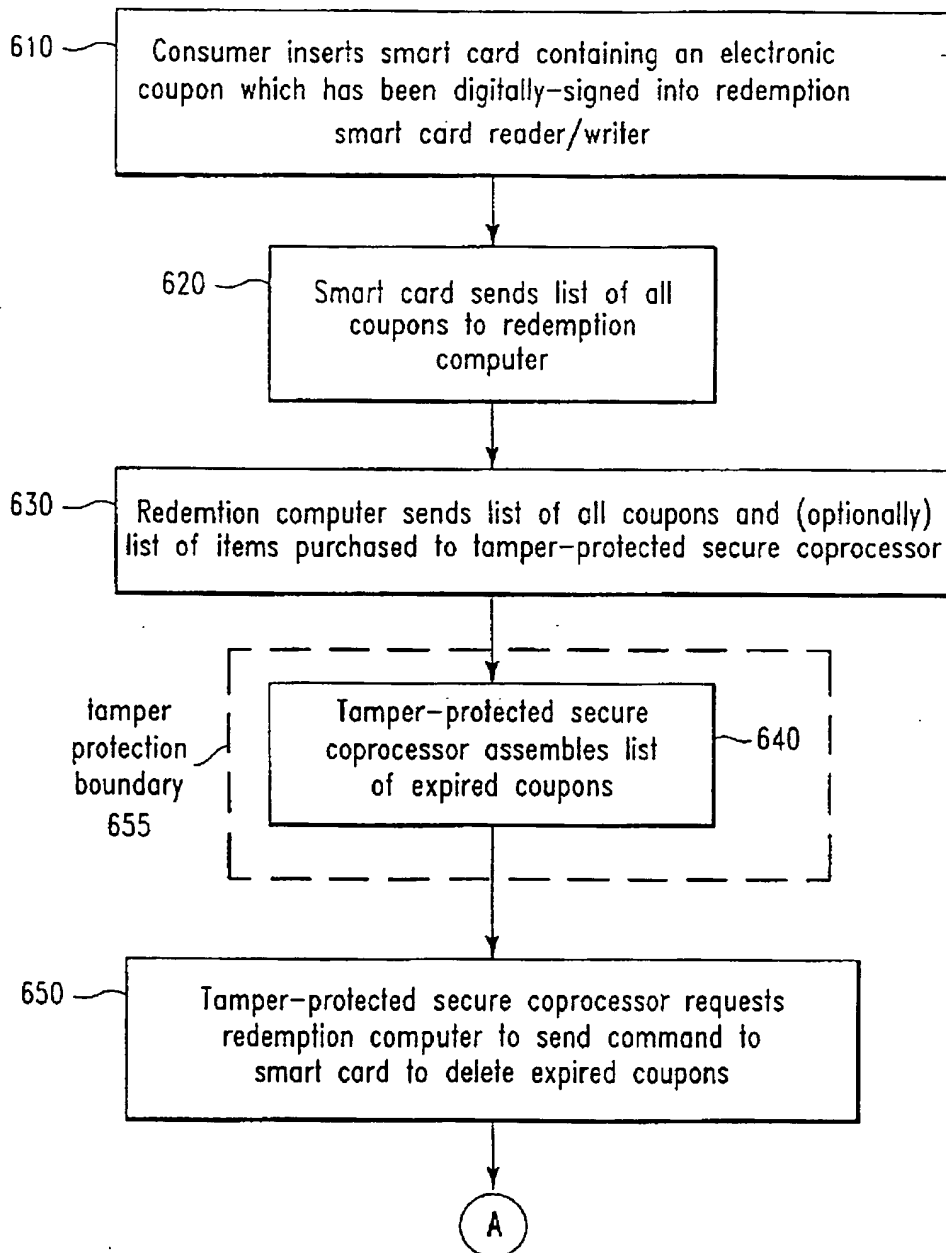 610
Consumer inserts smart card containing an electronic
coupon which has been digitally-signed into redemption
smart card reader/writer
620
Smart card sends list of all
coupons to redemption
computer
630
Redemtion computer sends list of all coupons and (optionally)
list of items purchased to tamper-protected secure coprocessor
tamper
protection
boundary
655
Tamper-protected secure
coprocessor assembles list
of expired coupons
640
650
Tamper-protected secure coprocessor requests
redemption computer to send command to
smart card to delete expired coupons
A